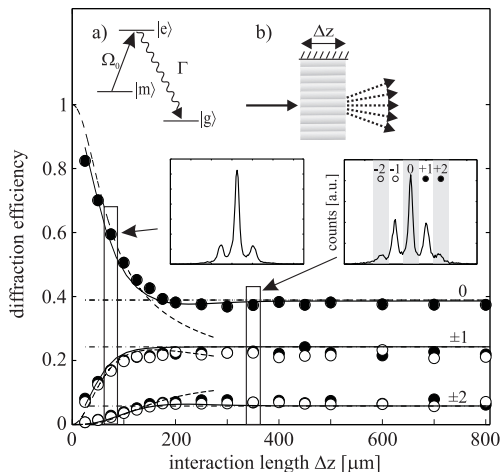 a)
|e⟩
Ω₀
Γ
|m⟩
|g⟩
b)
Δz
-2 -1 0 +1 +2
counts [a.u.]
diffraction efficiency
1
0.8
0.6
0.4
0.2
0
0
±1
±2
0 200 400 600 800
interaction length Δz [μm]